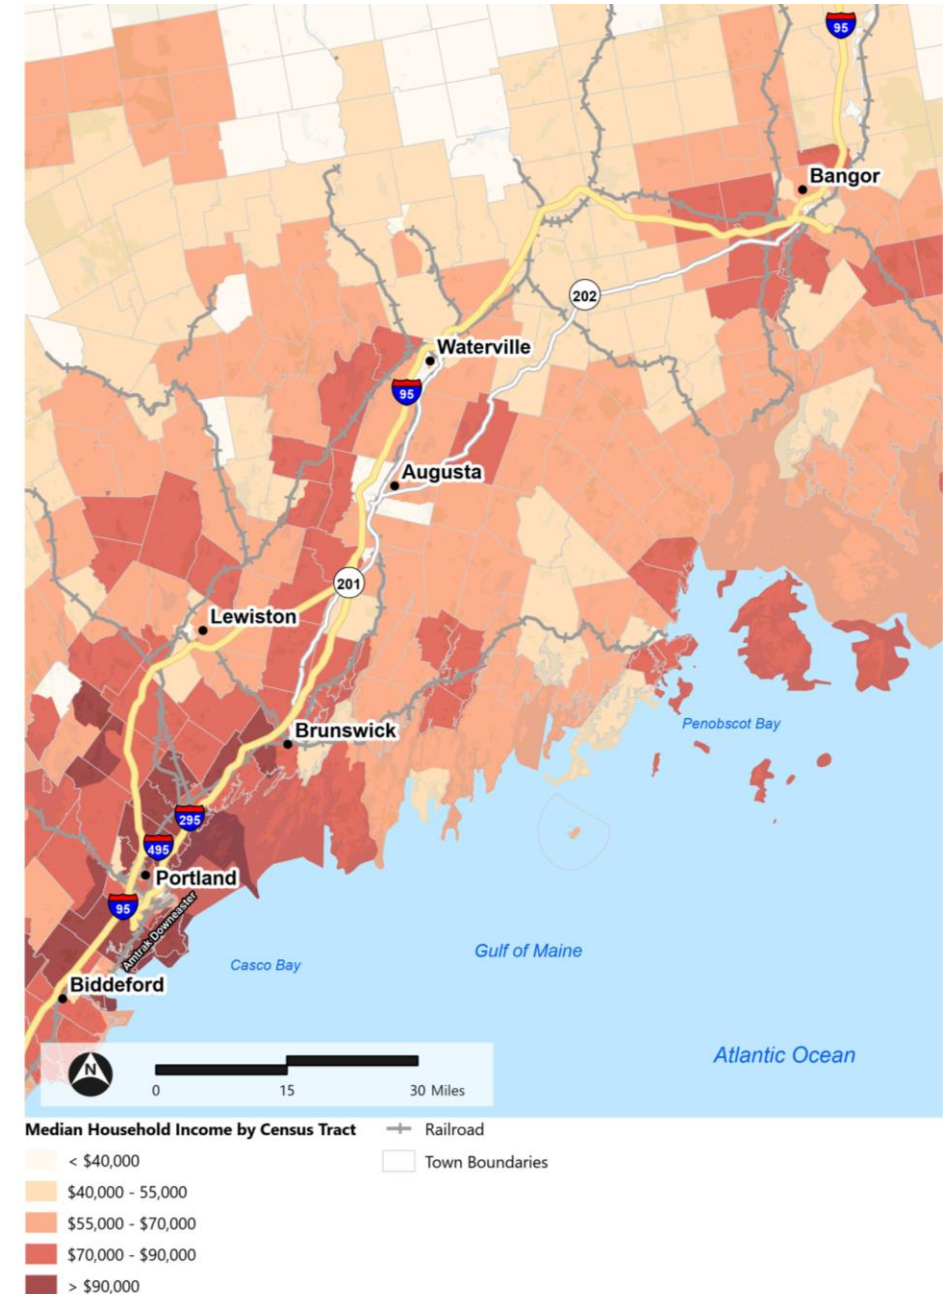 95
Bangor
202
Waterville
95
Augusta
201
Lewiston
Brunswick
Penobscot Bay
295
495
Portland
95
Amtrak Downeaster
Gulf of Maine
Casco Bay
Biddeford
Atlantic Ocean
N
0 15 30 Miles
Median Household Income by Census Tract
< $40,000
$40,000 - 55,000
$55,000 - $70,000
$70,000 - $90,000
> $90,000
Railroad
Town Boundaries